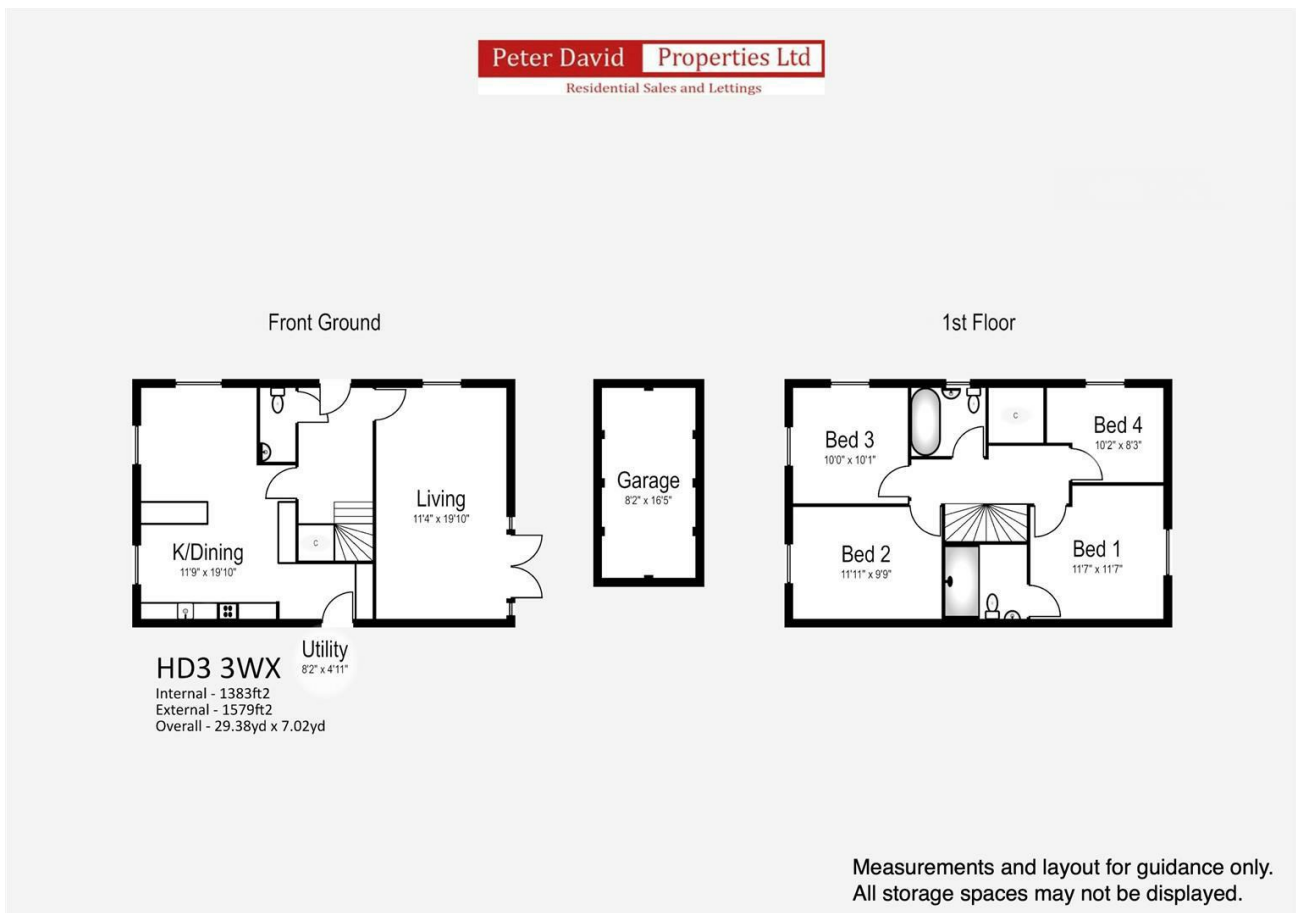 Peter David Properties Ltd
Residential Sales and Lettings
Front Ground
1st Floor
Living
11'4" x 19'10"
K/Dining
11'9" x 19'10"
C
Utility
8'2" x 4'11"
Garage
8'2" x 16'5"
Bed 3
10'0" x 10'1"
C
Bed 4
10'2" x 8'3"
Bed 2
11'11" x 9'9"
Bed 1
11'7" x 11'7"
HD3 3WX
Internal - 1383ft2
External - 1579ft2
Overall - 29.38yd x 7.02yd
Measurements and layout for guidance only.
All storage spaces may not be displayed.